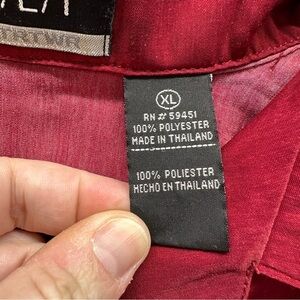 XL
RN # 59451
100% POLYESTER
MADE IN THAILAND
100% POLIESTER
HECHO EN THAILAND